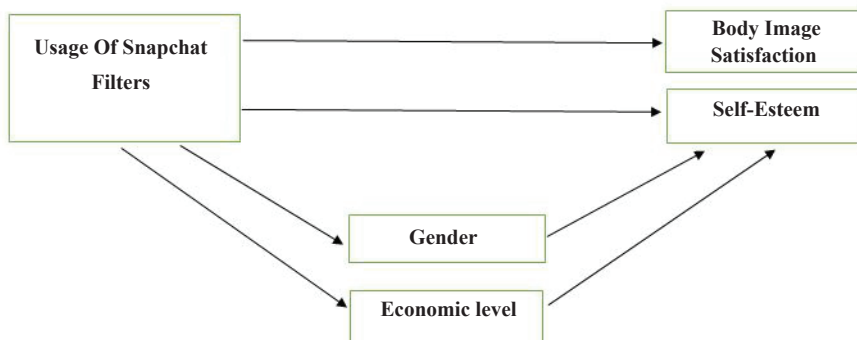 Usage Of Snapchat
Filters
Body Image
Satisfaction
Self-Esteem
Gender
Economic level